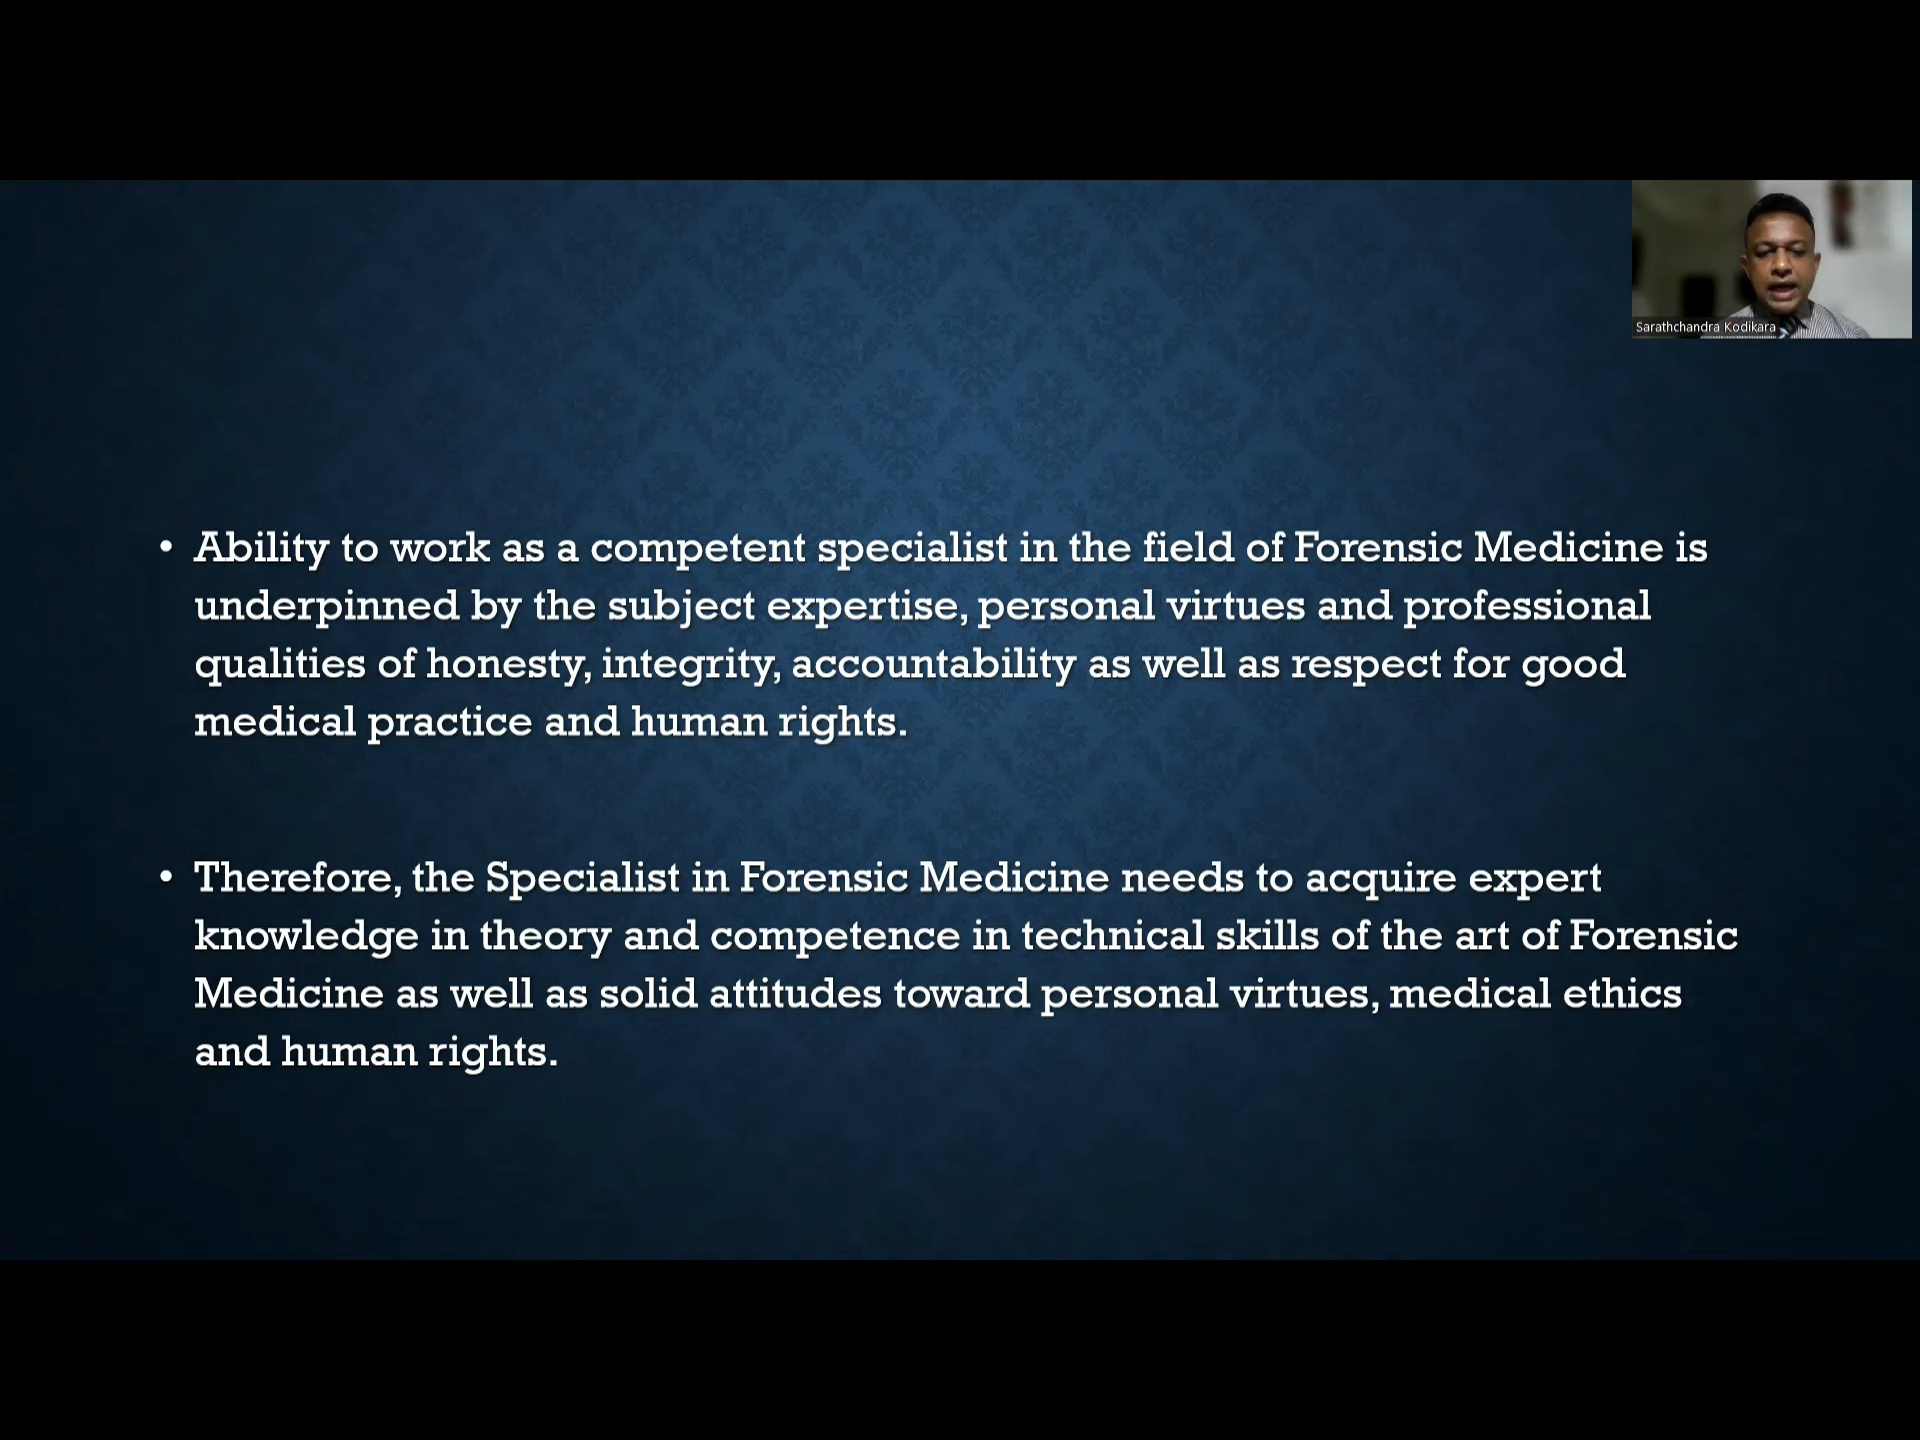 Sarathchandra Kodikara
• Ability to work as a competent specialist in the field of Forensic Medicine is
underpinned by the subject expertise, personal virtues and professional
qualities of honesty, integrity, accountability as well as respect for good
medical practice and human rights.
• Therefore, the Specialist in Forensic Medicine needs to acquire expert
knowledge in theory and competence in technical skills of the art of Forensic
Medicine as well as solid attitudes toward personal virtues, medical ethics
and human rights.